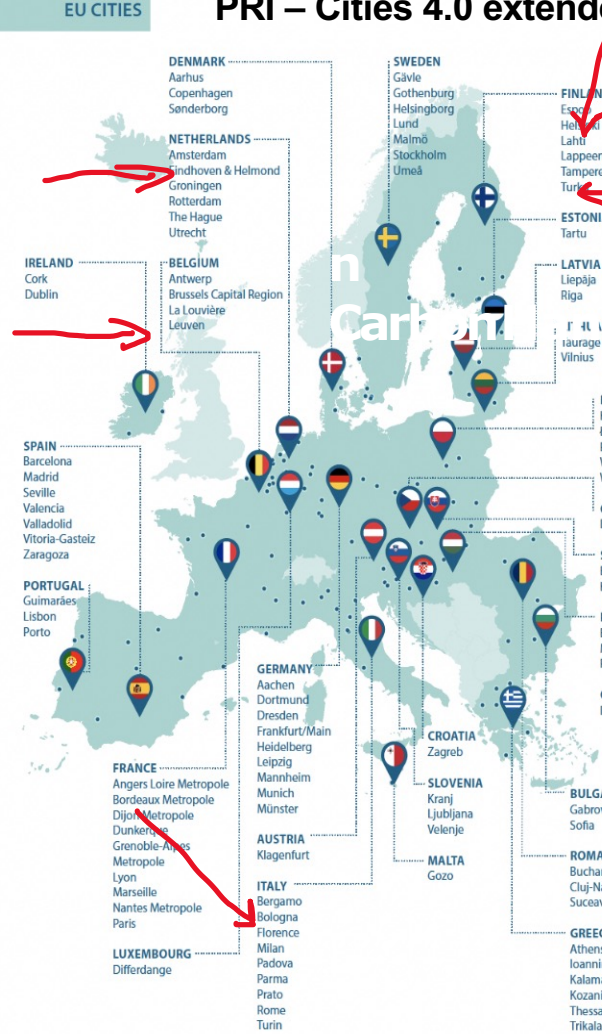 EU CITIES
PRI – Cities 4.0
DENMARK
Aarhus
Copenhagen
Sønderborg
SWEDEN
Gävle
Gothenburg
Helsingborg
Lund
Malmö
Stockholm
Umeå
Lahti
Tartu
LATVIA
Liepāja
Riga
Taurage
Vilnius
NETHERLANDS
Amsterdam
Eindhoven & Helmond
Groningen
Rotterdam
The Hague
Utrecht
IRELAND
Cork
Dublin
BELGIUM
Antwerp
Brussels Capital Region
La Louvière
Leuven
n
SPAIN
Barcelona
Madrid
Seville
Valencia
Valladolid
Vitoria-Gasteiz
Zaragoza
PORTUGAL
Guimarães
Lisbon
Porto
GERMANY
Aachen
Dortmund
Dresden
Frankfurt/Main
Heidelberg
Leipzig
Mannheim
Munich
Münster
CROATIA
Zagreb
SLOVENIA
Kranj
Ljubljana
Velenje
MALTA
Gozo
FRANCE
Angers Loire Metropole
Bordeaux Metropole
Dijon Metropole
Dunkerque
Grenoble-Alpes
Metropole
Lyon
Marseille
Nantes Metropole
Paris
LUXEMBOURG
Differdange
AUSTRIA
Klagenfurt
ITALY
Bergamo
Bologna
Florence
Milan
Padova
Parma
Prato
Rome
Turin
Sofia
Trikala